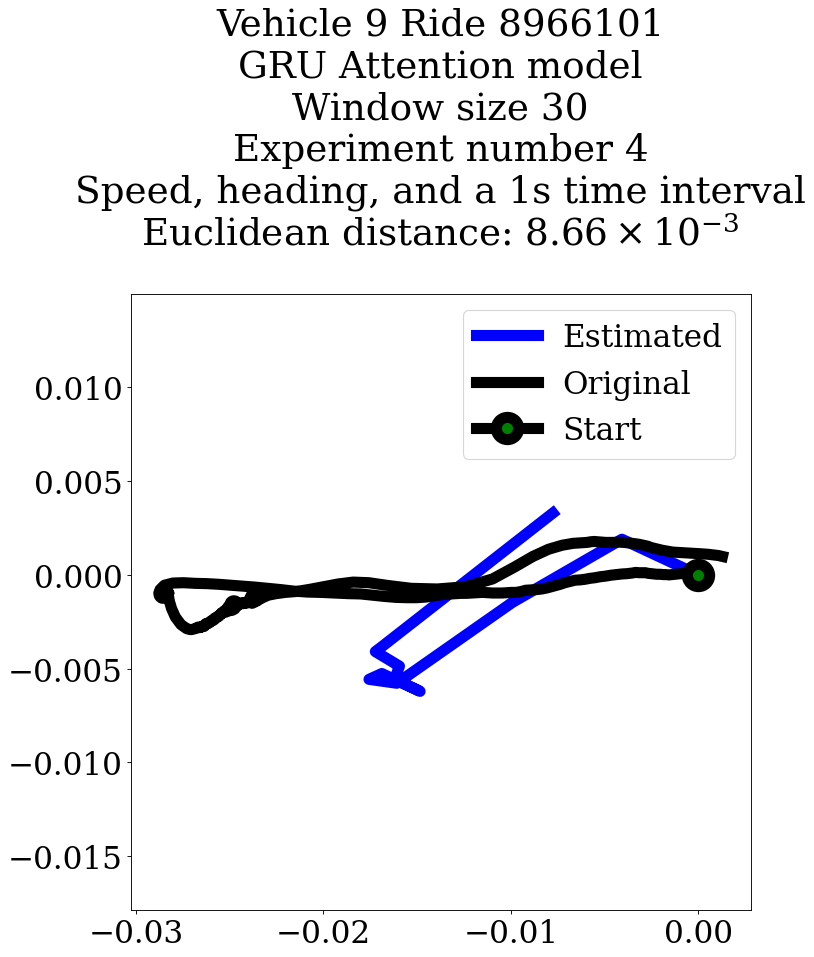 Vehicle 9 Ride 8966101
GRU Attention model
Window size 30
Experiment number 4
Speed, heading, and a 1s time interval
Euclidean distance: 8.66 × 10⁻³
Estimated
Original
Start
0.010
0.005
0.000
−0.005
−0.010
−0.015
−0.03 −0.02 −0.01 0.00